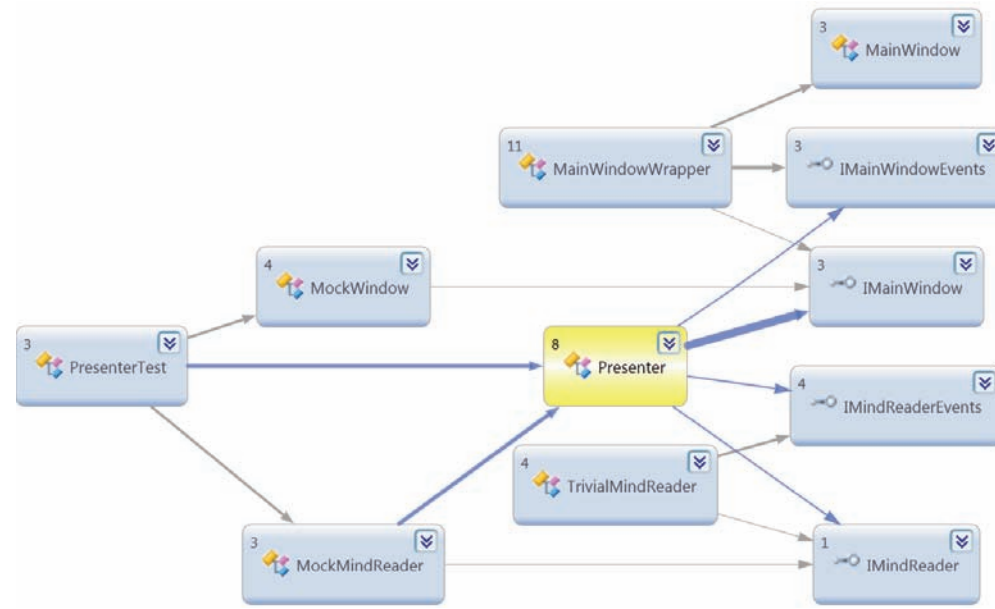 3
MainWindow
11
MainWindowWrapper
3
IMainWindowEvents
4
MockWindow
3
IMainWindow
3
PresenterTest
8
Presenter
4
IMindReaderEvents
4
TrivialMindReader
3
MockMindReader
1
IMindReader